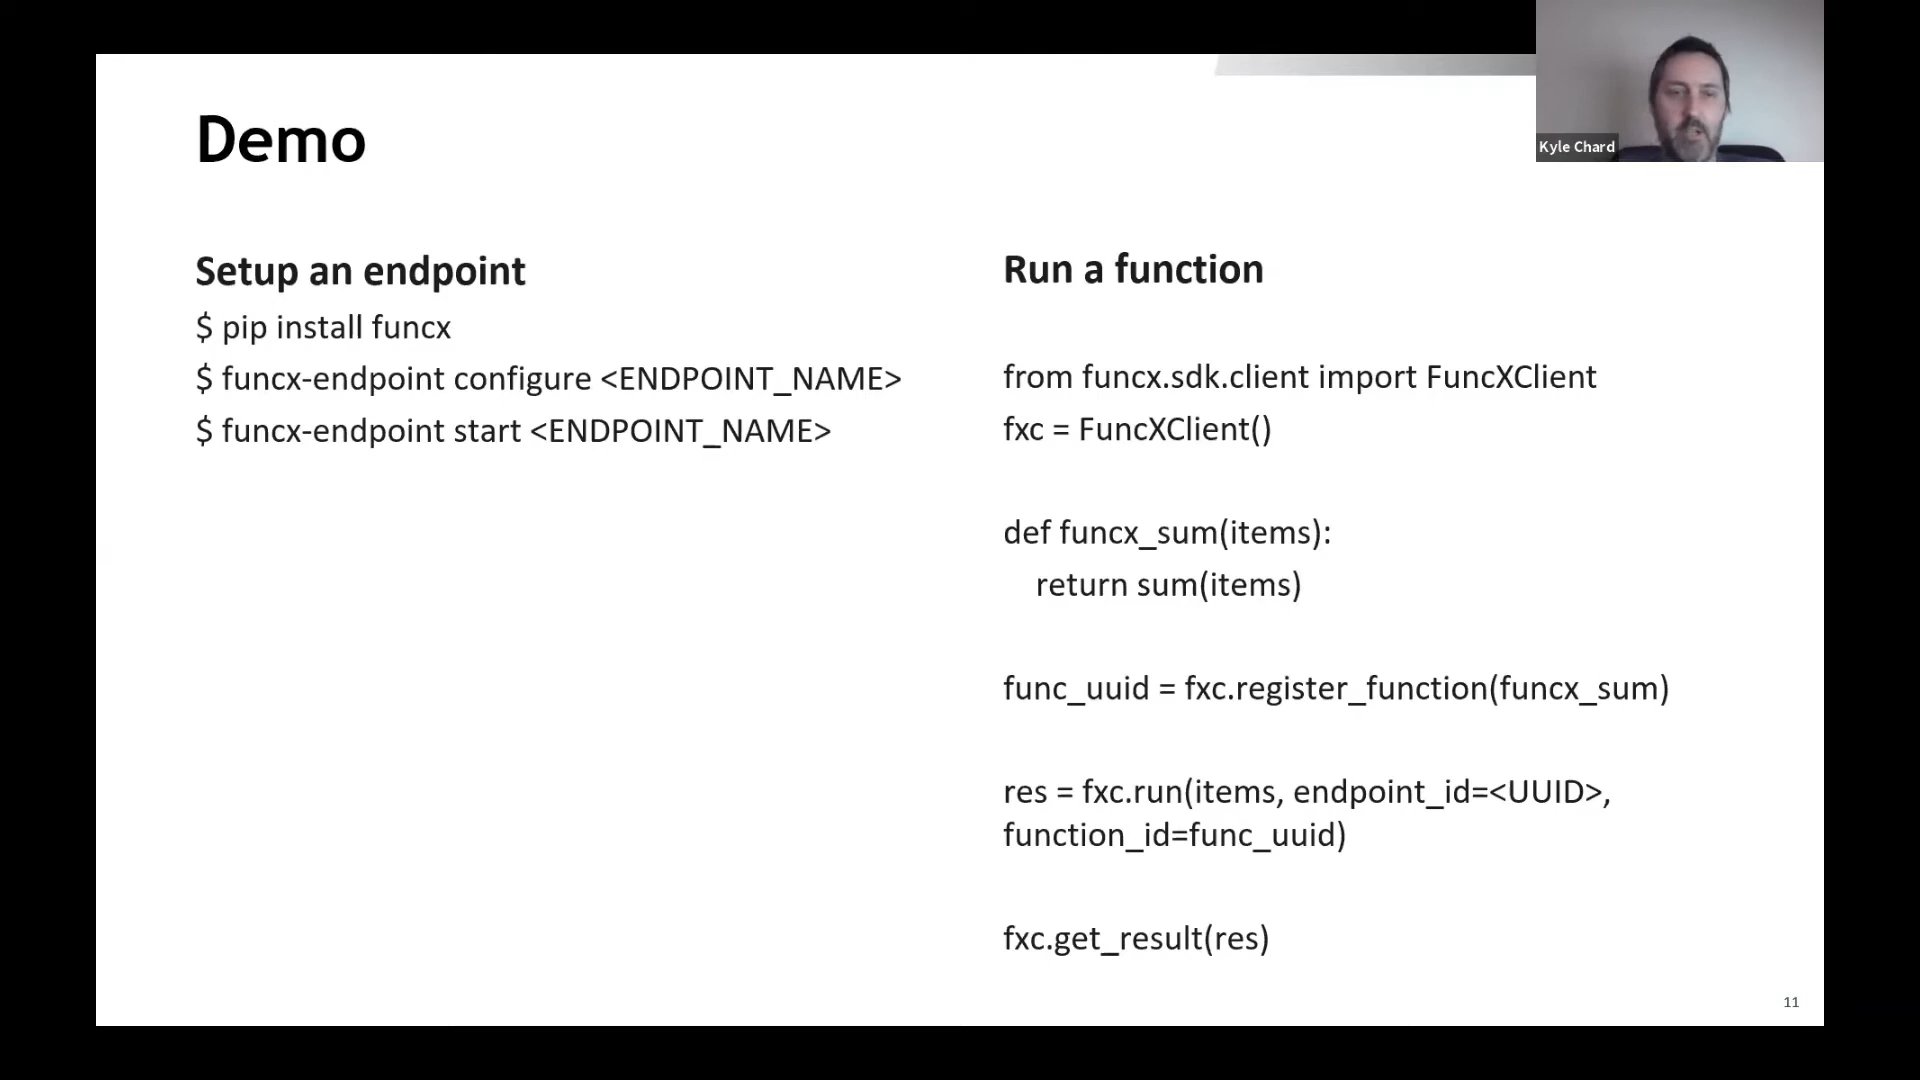 Demo
Kyle Chard
Setup an endpoint
$ pip install funcx
$ funcx-endpoint configure <ENDPOINT_NAME>
$ funcx-endpoint start <ENDPOINT_NAME>
Run a function
from funcx.sdk.client import FuncXClient
fxc = FuncXClient()
def funcx_sum(items):
    return sum(items)
func_uuid = fxc.register_function(funcx_sum)
res = fxc.run(items, endpoint_id=<UUID>,
function_id=func_uuid)
fxc.get_result(res)
11